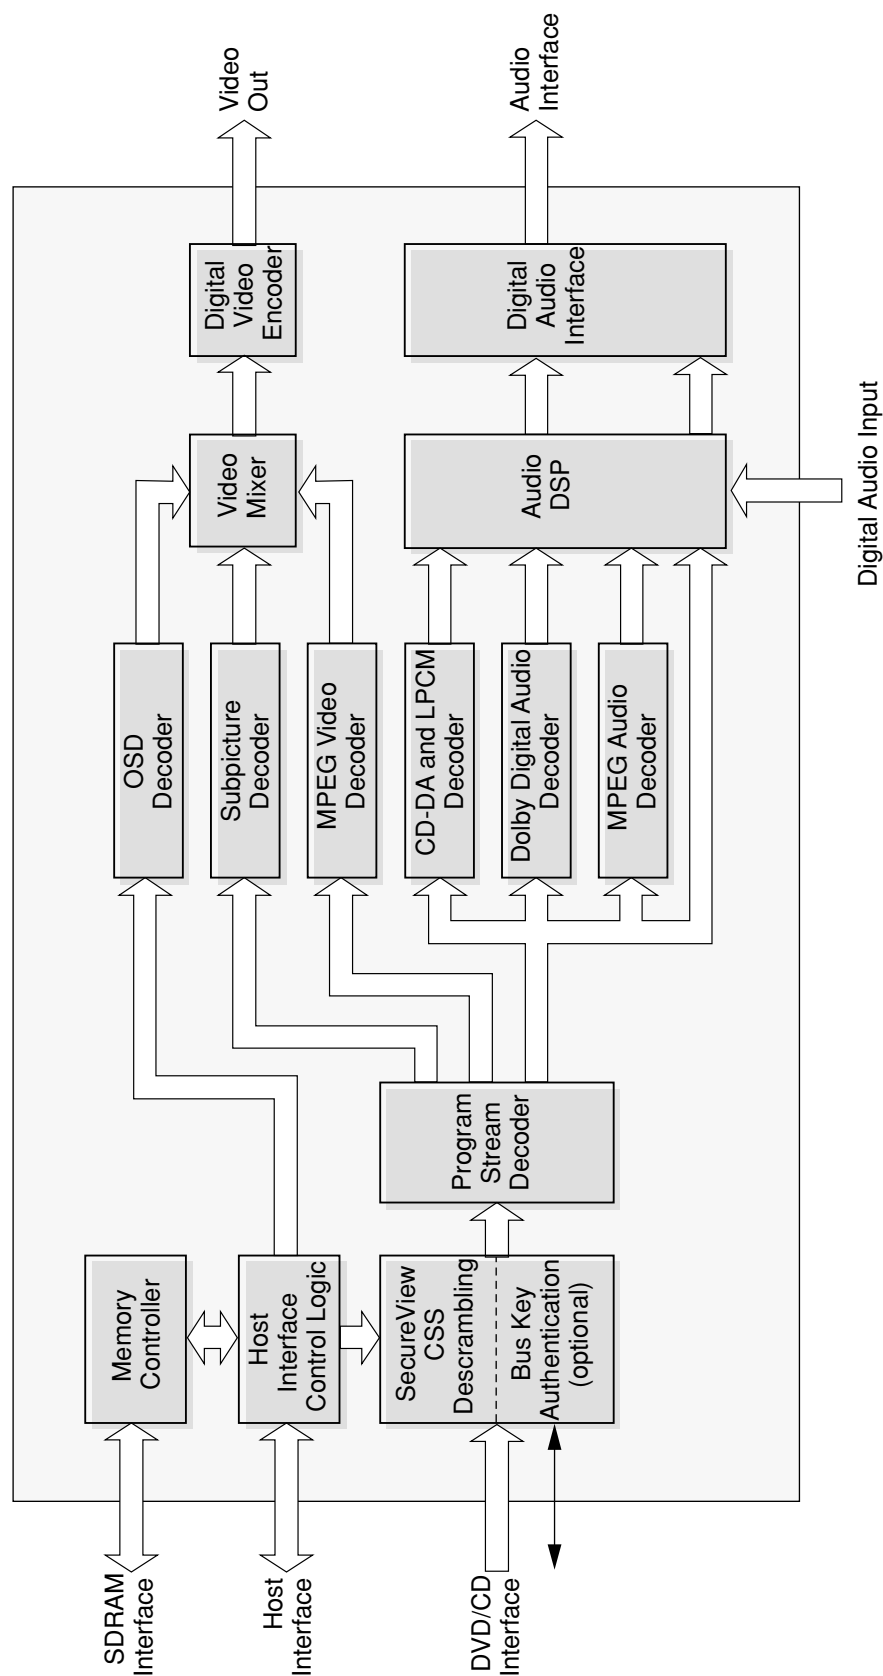 SDRAM
Interface
Host
Interface
DVD/CD
Interface
Memory
Controller
Host
Interface
Control Logic
SecureView
CSS
Descrambling
Bus Key
Authentication
(optional)
Program
Stream
Decoder
OSD
Decoder
Subpicture
Decoder
MPEG Video
Decoder
CD-DA and LPCM
Decoder
Dolby Digital Audio
Decoder
MPEG Audio
Decoder
Video
Mixer
Audio
DSP
Digital Audio Input
Digital
Video
Encoder
Digital
Audio
Interface
Video
Out
Audio
Interface